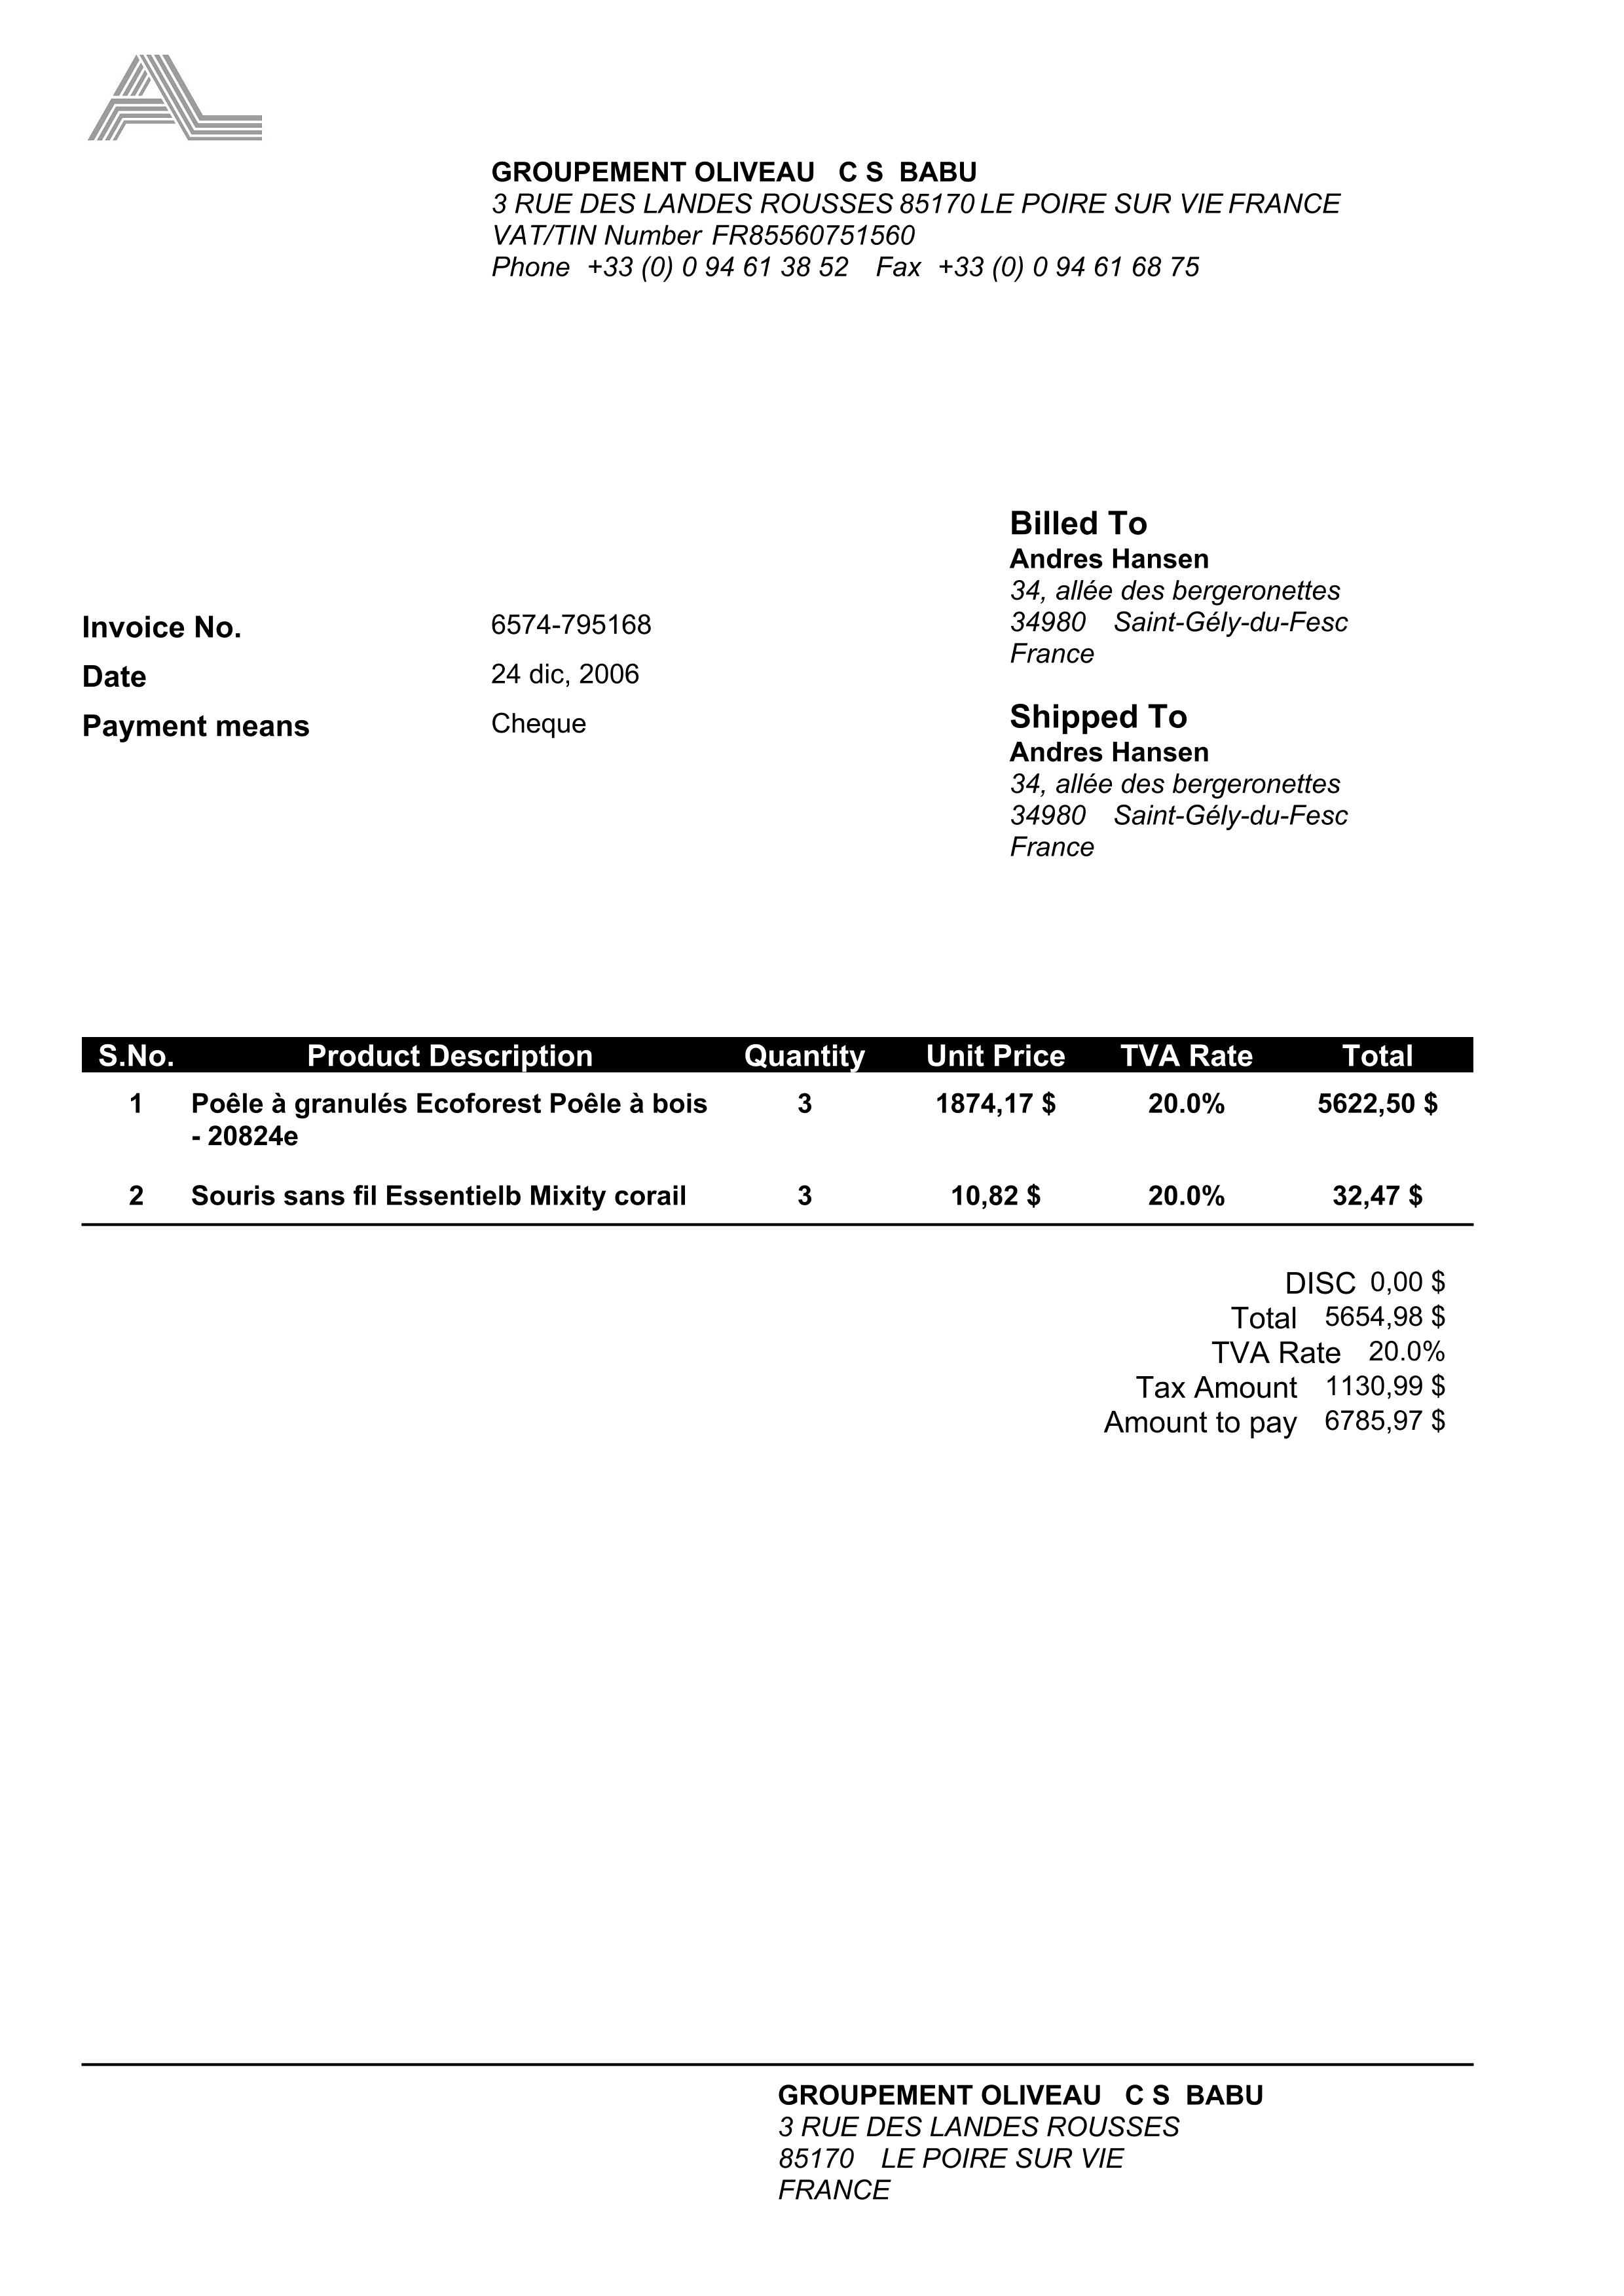 AL
GROUPEMENT OLIVEAU C S BABU
3 RUE DES LANDES ROUSSES 85170 LE POIRE SUR VIE FRANCE
VAT/TIN Number FR85560751560
Phone +33 (0) 0 94 61 38 52 Fax +33 (0) 0 94 61 68 75
Billed To
Andres Hansen
34, allée des bergeronettes
34980 Saint-Gély-du-Fesc
France
Invoice No. 6574-795168
Date 24 dic, 2006
Payment means Cheque
Shipped To
Andres Hansen
34, allée des bergeronettes
34980 Saint-Gély-du-Fesc
France
S.No. Product Description Quantity Unit Price TVA Rate Total
1 Poêle à granulés Ecoforest Poêle à bois 3 1874,17 $ 20.0% 5622,50 $
- 20824e
2 Souris sans fil Essentielb Mixity corail 3 10,82 $ 20.0% 32,47 $
DISC 0,00 $
Total 5654,98 $
TVA Rate 20.0%
Tax Amount 1130,99 $
Amount to pay 6785,97 $
GROUPEMENT OLIVEAU C S BABU
3 RUE DES LANDES ROUSSES
85170 LE POIRE SUR VIE
FRANCE